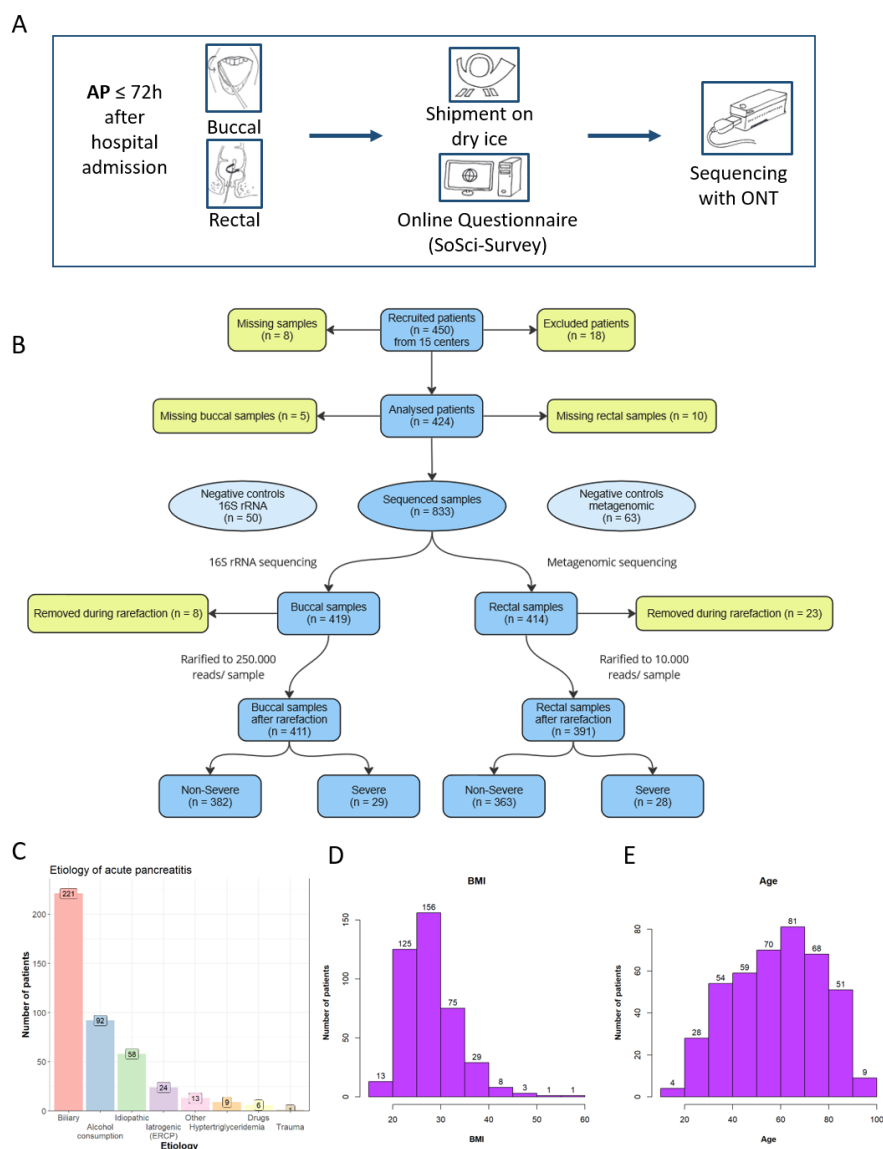 A
AP ≤ 72h
after
hospital
admission
Buccal
Rectal
Shipment on
dry ice
Online Questionnaire
(SoSci-Survey)
Sequencing
with ONT
B
Missing samples
(n = 8)
Recruited patients
(n = 450)
from 15 centers
Excluded patients
(n = 18)
Missing buccal samples (n = 5)
Analysed patients
(n = 424)
Missing rectal samples (n = 10)
Negative controls
16S rRNA
(n = 50)
Sequenced samples
(n = 833)
Negative controls
metagenomic
(n = 63)
16S rRNA sequencing
Metagenomic sequencing
Removed during rarefaction (n = 8)
Buccal samples
(n = 419)
Rectal samples
(n = 414)
Removed during rarefaction (n = 23)
Rarified to 250.000
reads/ sample
Rarified to 10.000
reads/ sample
Buccal samples
after rarefaction
(n = 411)
Rectal samples
after rarefaction
(n = 391)
Non-Severe
(n = 382)
Severe
(n = 29)
Non-Severe
(n = 363)
Severe
(n = 28)
C
Etiology of acute pancreatitis
Number of patients
200
150
100
50
0
221
92
58
24
13
9
6
1
Biliary
Alcohol
consumption
Idiopathic
Iatrogenic
(ERCP)
Other
Hyptertriglyceridemia
Drugs
Trauma
Etiology
D
BMI
Number of patients
150
100
50
0
13
125
156
75
29
8
3
1
1
20
30
40
50
60
BMI
E
Age
Number of patients
80
60
40
20
0
4
28
54
59
70
81
68
51
9
20
40
60
80
100
Age